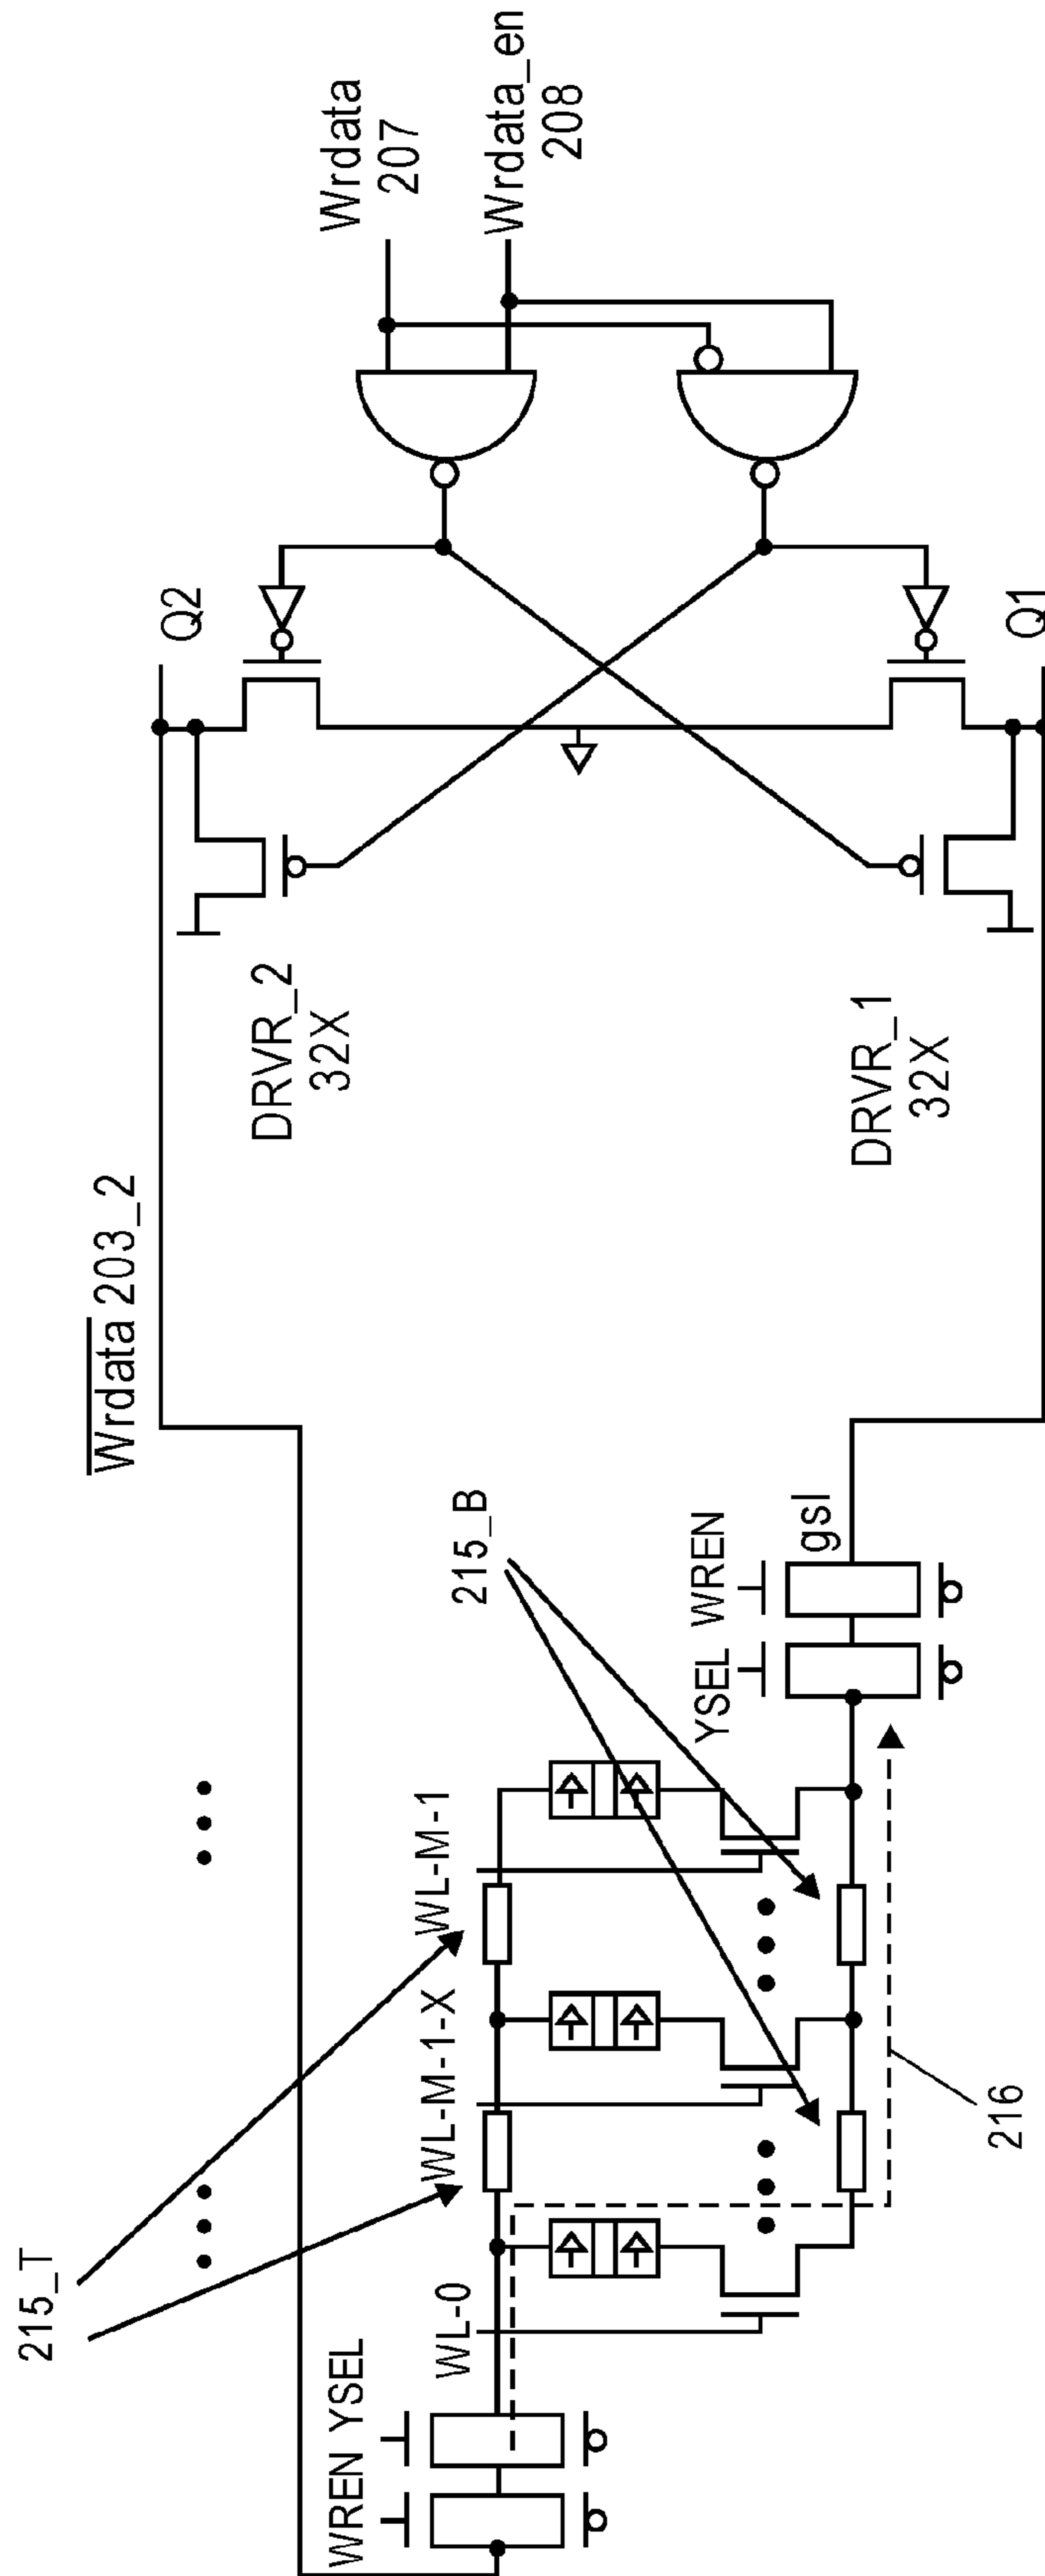 Wrdata
207
Wrdata_en
208
Q2
Q1
DRVR_2
32X
DRVR_1
32X
Wrdata 203_2
215_B
YSEL WREN
gsl
WL-M-1
WL-M-1-X
WL-0
215_T
WREN YSEL
216